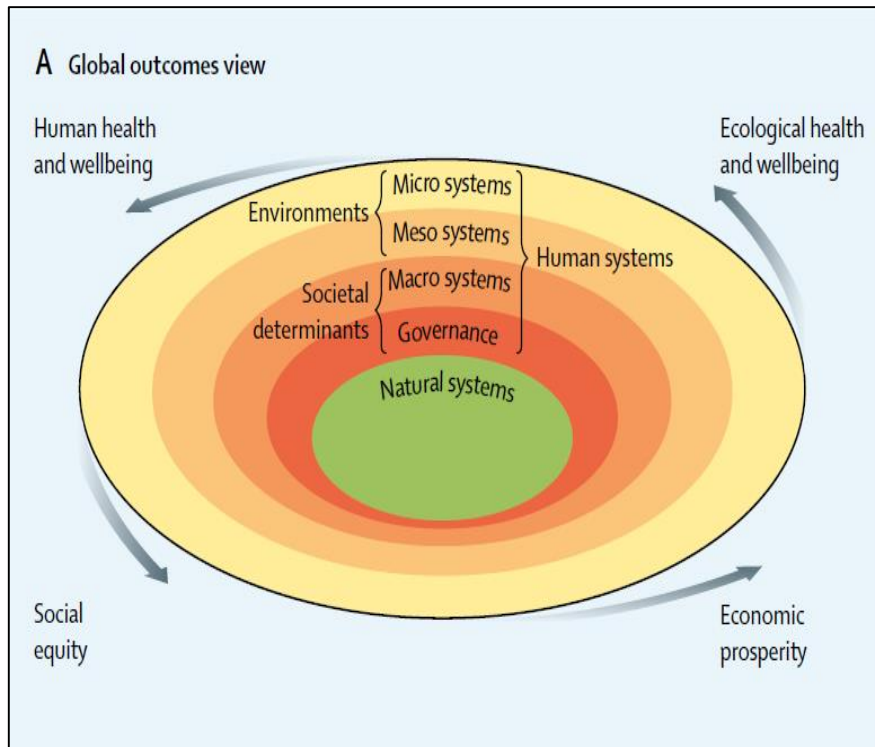 A Global outcomes view
Human health
and wellbeing
Ecological health
and wellbeing
Environments
Micro systems
Meso systems
Human systems
Societal
determinants
Macro systems
Governance
Natural systems
Social
equity
Economic
prosperity